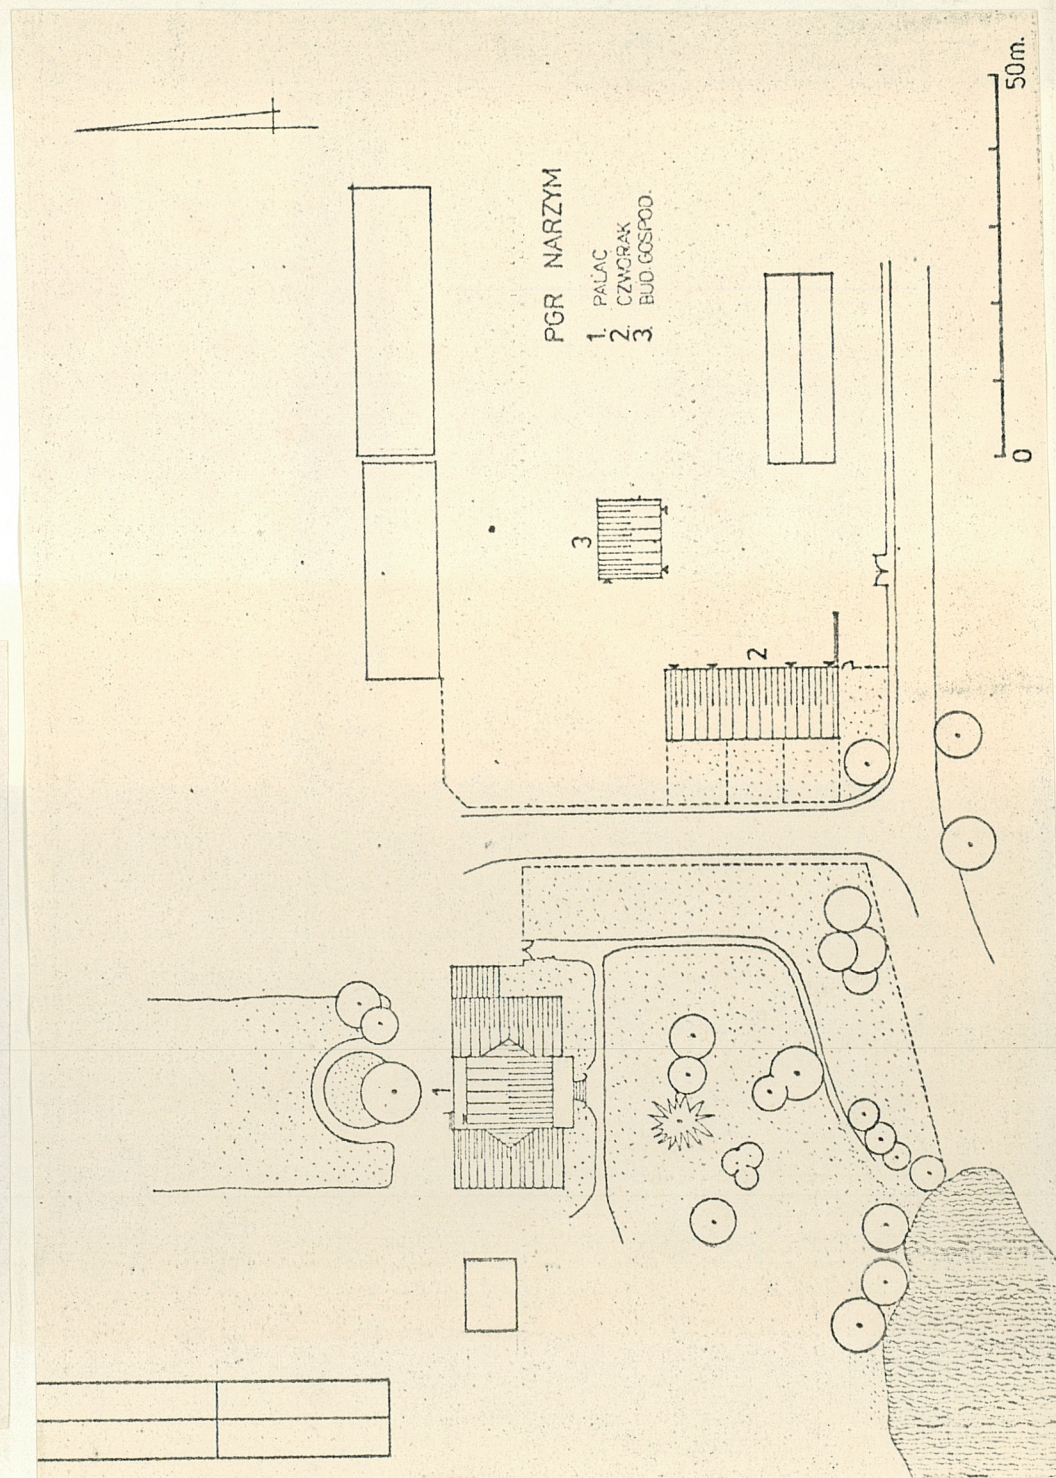 PGR NARZYM
1. PAŁAC
2. CZWORAK
3. BUD. GOSPOD.
1
2
3
0
50m.